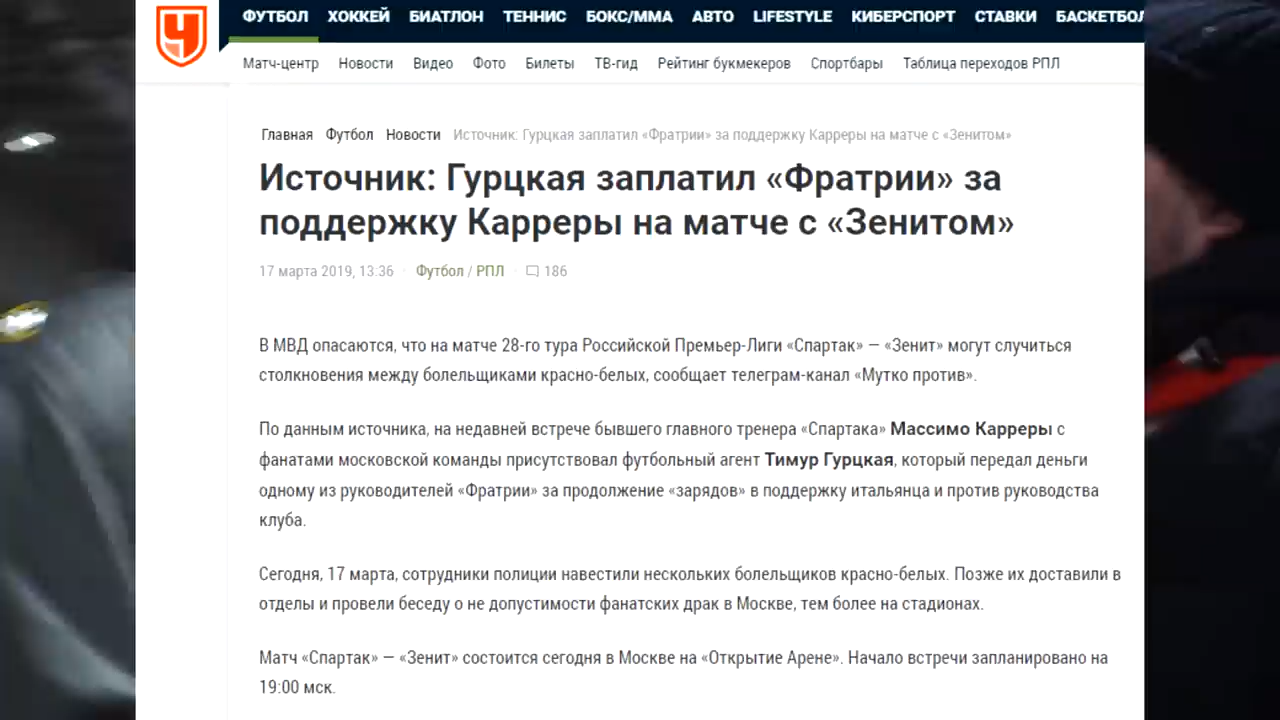 ФУТБОЛ ХОККЕЙ БИАТЛОН ТЕННИС БОКС/ММА АВТО LIFESTYLE КИБЕРСПОРТ СТАВКИ БАСКЕТБОЛ
Матч-центр Новости Видео Фото Билеты ТВ-гид Рейтинг букмекеров Спортбары Таблица переходов РПЛ
Главная Футбол Новости Источник: Гурцкая заплатил «Фратрии» за поддержку Карреры на матче с «Зенитом»
Источник: Гурцкая заплатил «Фратрии» за
поддержку Карреры на матче с «Зенитом»
17 марта 2019, 13:36 · Футбол / РПЛ · 186
В МВД опасаются, что на матче 28-го тура Российской Премьер-Лиги «Спартак» — «Зенит» могут случиться
столкновения между болельщиками красно-белых, сообщает телеграм-канал «Мутко против».
По данным источника, на недавней встрече бывшего главного тренера «Спартака» Массимо Карреры с
фанатами московской команды присутствовал футбольный агент Тимур Гурцкая, который передал деньги
одному из руководителей «Фратрии» за продолжение «зарядов» в поддержку итальянца и против руководства
клуба.
Сегодня, 17 марта, сотрудники полиции навестили нескольких болельщиков красно-белых. Позже их доставили в
отделы и провели беседу о не допустимости фанатских драк в Москве, тем более на стадионах.
Матч «Спартак» — «Зенит» состоится сегодня в Москве на «Открытие Арене». Начало встречи запланировано на
19:00 мск.